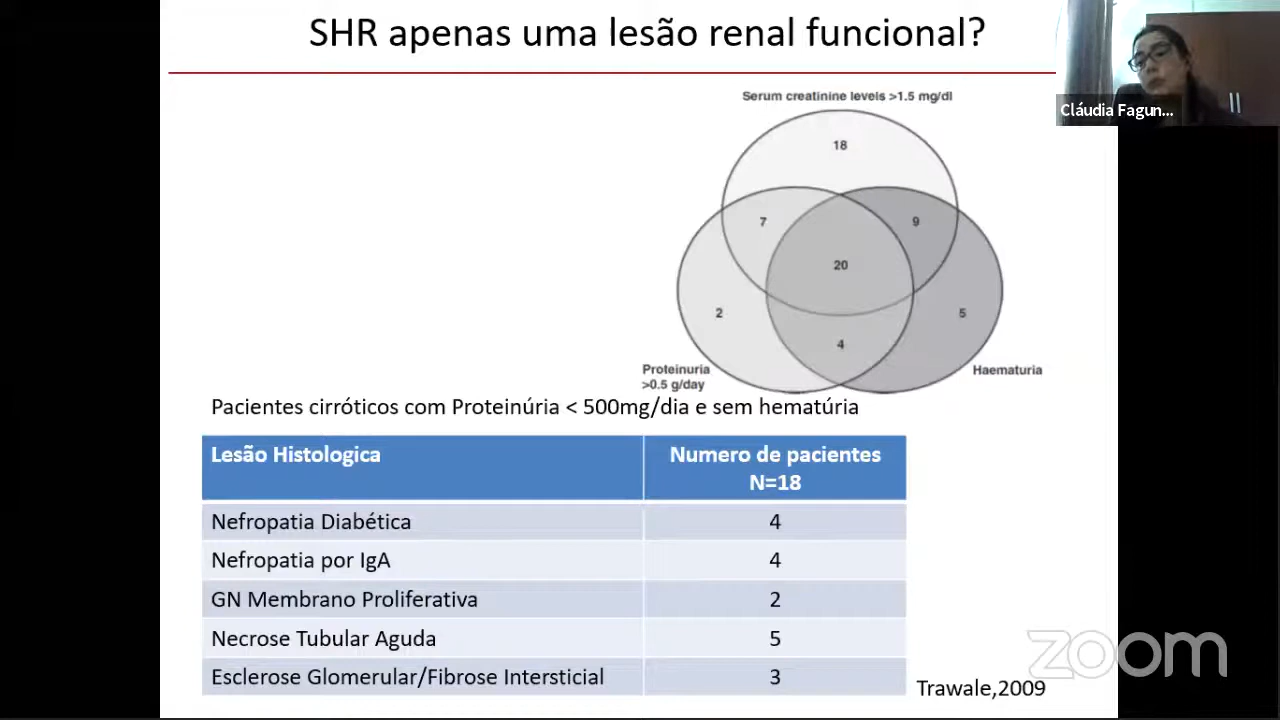 SHR apenas uma lesão renal funcional?
Cláudia Fagun...
Serum creatinine levels >1.5 mg/dl
18
7
9
20
2
5
4
Proteinuria
>0.5 g/day
Haematuria
Pacientes cirróticos com Proteinúria < 500mg/dia e sem hematúria
Lesão Histologica
Numero de pacientes
N=18
Nefropatia Diabética 4
Nefropatia por IgA 4
GN Membrano Proliferativa 2
Necrose Tubular Aguda 5
Esclerose Glomerular/Fibrose Intersticial 3
Trawale,2009
zoom